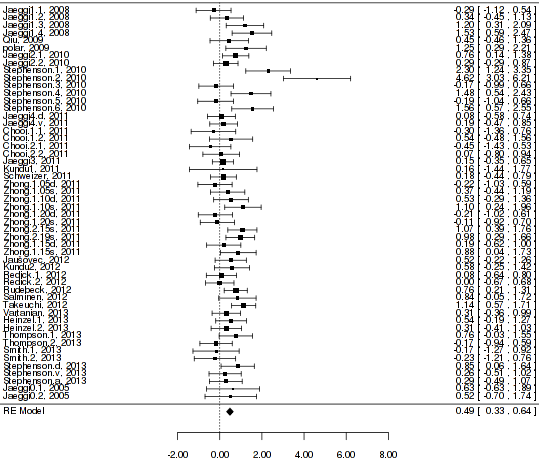 Jaeggi1.1, 2008 -0.29 [ -1.12 , 0.54 ]
Jaeggi1.2, 2008 0.34 [ -0.45 , 1.13 ]
Jaeggi1.3, 2008 1.20 [ 0.31 , 2.09 ]
Jaeggi1.4, 2008 1.53 [ 0.59 , 2.47 ]
Qiu, 2009 0.45 [ -0.46 , 1.36 ]
polar, 2009 1.25 [ 0.29 , 2.21 ]
Jaeggi2.1, 2010 0.76 [ 0.14 , 1.38 ]
Jaeggi2.2, 2010 0.29 [ -0.29 , 0.87 ]
Stephenson.1, 2010 2.30 [ 1.24 , 3.35 ]
Stephenson.2, 2010 4.62 [ 3.03 , 6.21 ]
Stephenson.3, 2010 -0.17 [ -0.99 , 0.66 ]
Stephenson.4, 2010 1.48 [ 0.54 , 2.43 ]
Stephenson.5, 2010 -0.19 [ -1.04 , 0.66 ]
Stephenson.6, 2010 1.56 [ 0.57 , 2.55 ]
Jaeggi4.d, 2011 0.08 [ -0.58 , 0.74 ]
Jaeggi4.v, 2011 0.19 [ -0.47 , 0.85 ]
Chooi.1.1, 2011 -0.30 [ -1.36 , 0.76 ]
Chooi.1.2, 2011 0.54 [ -0.48 , 1.56 ]
Chooi.2.1, 2011 -0.45 [ -1.43 , 0.53 ]
Chooi.2.2, 2011 0.07 [ -0.80 , 0.94 ]
Jaeggi3, 2011 0.15 [ -0.35 , 0.65 ]
Kundu1, 2011 0.16 [ -1.44 , 1.77 ]
Schweizer, 2011 0.18 [ -0.44 , 0.79 ]
Zhong.1.05d, 2011 -0.22 [ -1.03 , 0.59 ]
Zhong.1.05s, 2011 0.37 [ -0.44 , 1.19 ]
Zhong.1.10d, 2011 0.53 [ -0.29 , 1.36 ]
Zhong.1.10s, 2011 1.10 [ 0.24 , 1.96 ]
Zhong.1.20d, 2011 -0.21 [ -1.02 , 0.61 ]
Zhong.1.20s, 2011 -0.11 [ -0.92 , 0.70 ]
Zhong.2.15s, 2011 1.07 [ 0.39 , 1.76 ]
Zhong.2.19s, 2011 0.98 [ 0.29 , 1.66 ]
Zhong.1.15d, 2011 0.19 [ -0.62 , 1.00 ]
Zhong.1.15s, 2011 0.88 [ 0.04 , 1.73 ]
Jausovec, 2012 0.52 [ -0.22 , 1.26 ]
Kundu2, 2012 0.58 [ -0.25 , 1.42 ]
Redick.1, 2012 0.08 [ -0.64 , 0.80 ]
Redick.2, 2012 0.00 [ -0.67 , 0.68 ]
Rudebeck, 2012 0.76 [ 0.21 , 1.31 ]
Salminen, 2012 0.84 [ -0.05 , 1.72 ]
Takeuchi, 2012 1.14 [ 0.57 , 1.71 ]
Vartanian, 2013 0.31 [ -0.36 , 0.99 ]
Heinzel.1, 2013 0.54 [ -0.19 , 1.27 ]
Heinzel.2, 2013 0.31 [ -0.41 , 1.03 ]
Thompson.1, 2013 0.76 [ -0.03 , 1.55 ]
Thompson.2, 2013 -0.17 [ -0.94 , 0.59 ]
Smith.1, 2013 -0.17 [ -1.27 , 0.92 ]
Smith.2, 2013 -0.23 [ -1.21 , 0.76 ]
Stephenson.d, 2013 0.85 [ 0.06 , 1.64 ]
Stephenson.v, 2013 0.26 [ -0.51 , 1.02 ]
Stephenson.a, 2013 0.29 [ -0.49 , 1.07 ]
Jaeggi0.1, 2005 0.63 [ -0.63 , 1.89 ]
Jaeggi0.2, 2005 0.52 [ -0.70 , 1.74 ]
RE Model 0.49 [ 0.33 , 0.64 ]
-2.00 0.00 2.00 4.00 6.00 8.00